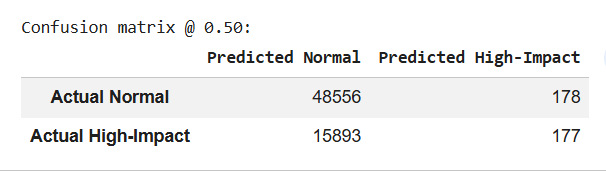 Confusion matrix @ 0.50:
Predicted Normal Predicted High-Impact
Actual Normal 48556 178
Actual High-Impact 15893 177